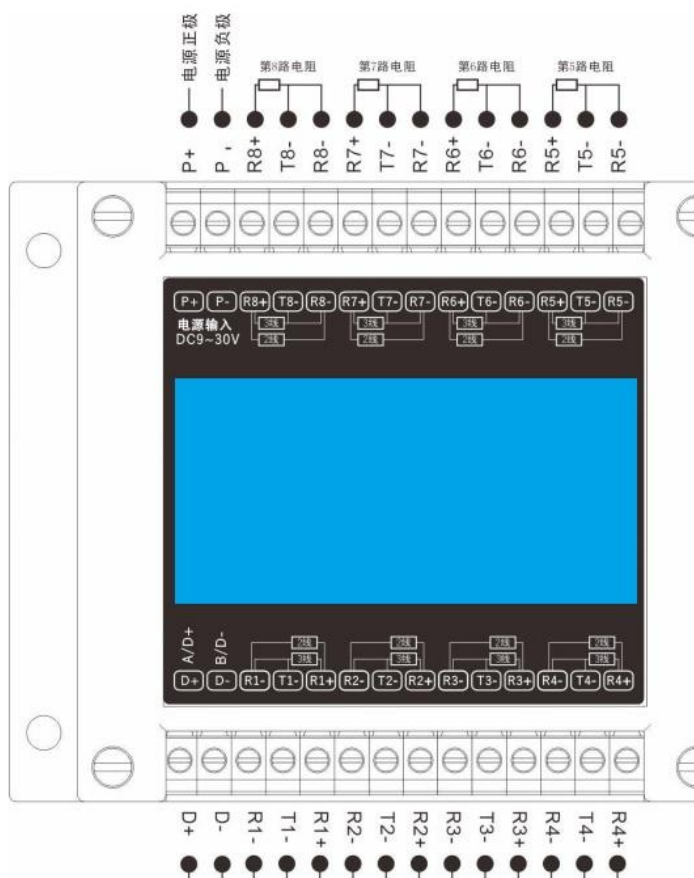 电源正极
电源负极
第8路电阻
第7路电阻
第6路电阻
第5路电阻
P+ P- R8+ T8- R8- R7+ T7- R7- R6+ T6- R6- R5+ T5- R5-
P+ P- R8+ T8- R8- R7+ T7- R7- R6+ T6- R6- R5+ T5- R5-
3线 3线 3线 3线
电源输入
2线 2线 2线 2线
DC9~30V
A/D+ B/D-
2线 2线 2线 2线
3线 3线 3线 3线
D+ D- R1- T1- R1+ R2- T2- R2+ R3- T3- R3+ R4- T4- R4+
D+ D- R1- T1- R1+ R2- T2- R2+ R3- T3- R3+ R4- T4- R4+